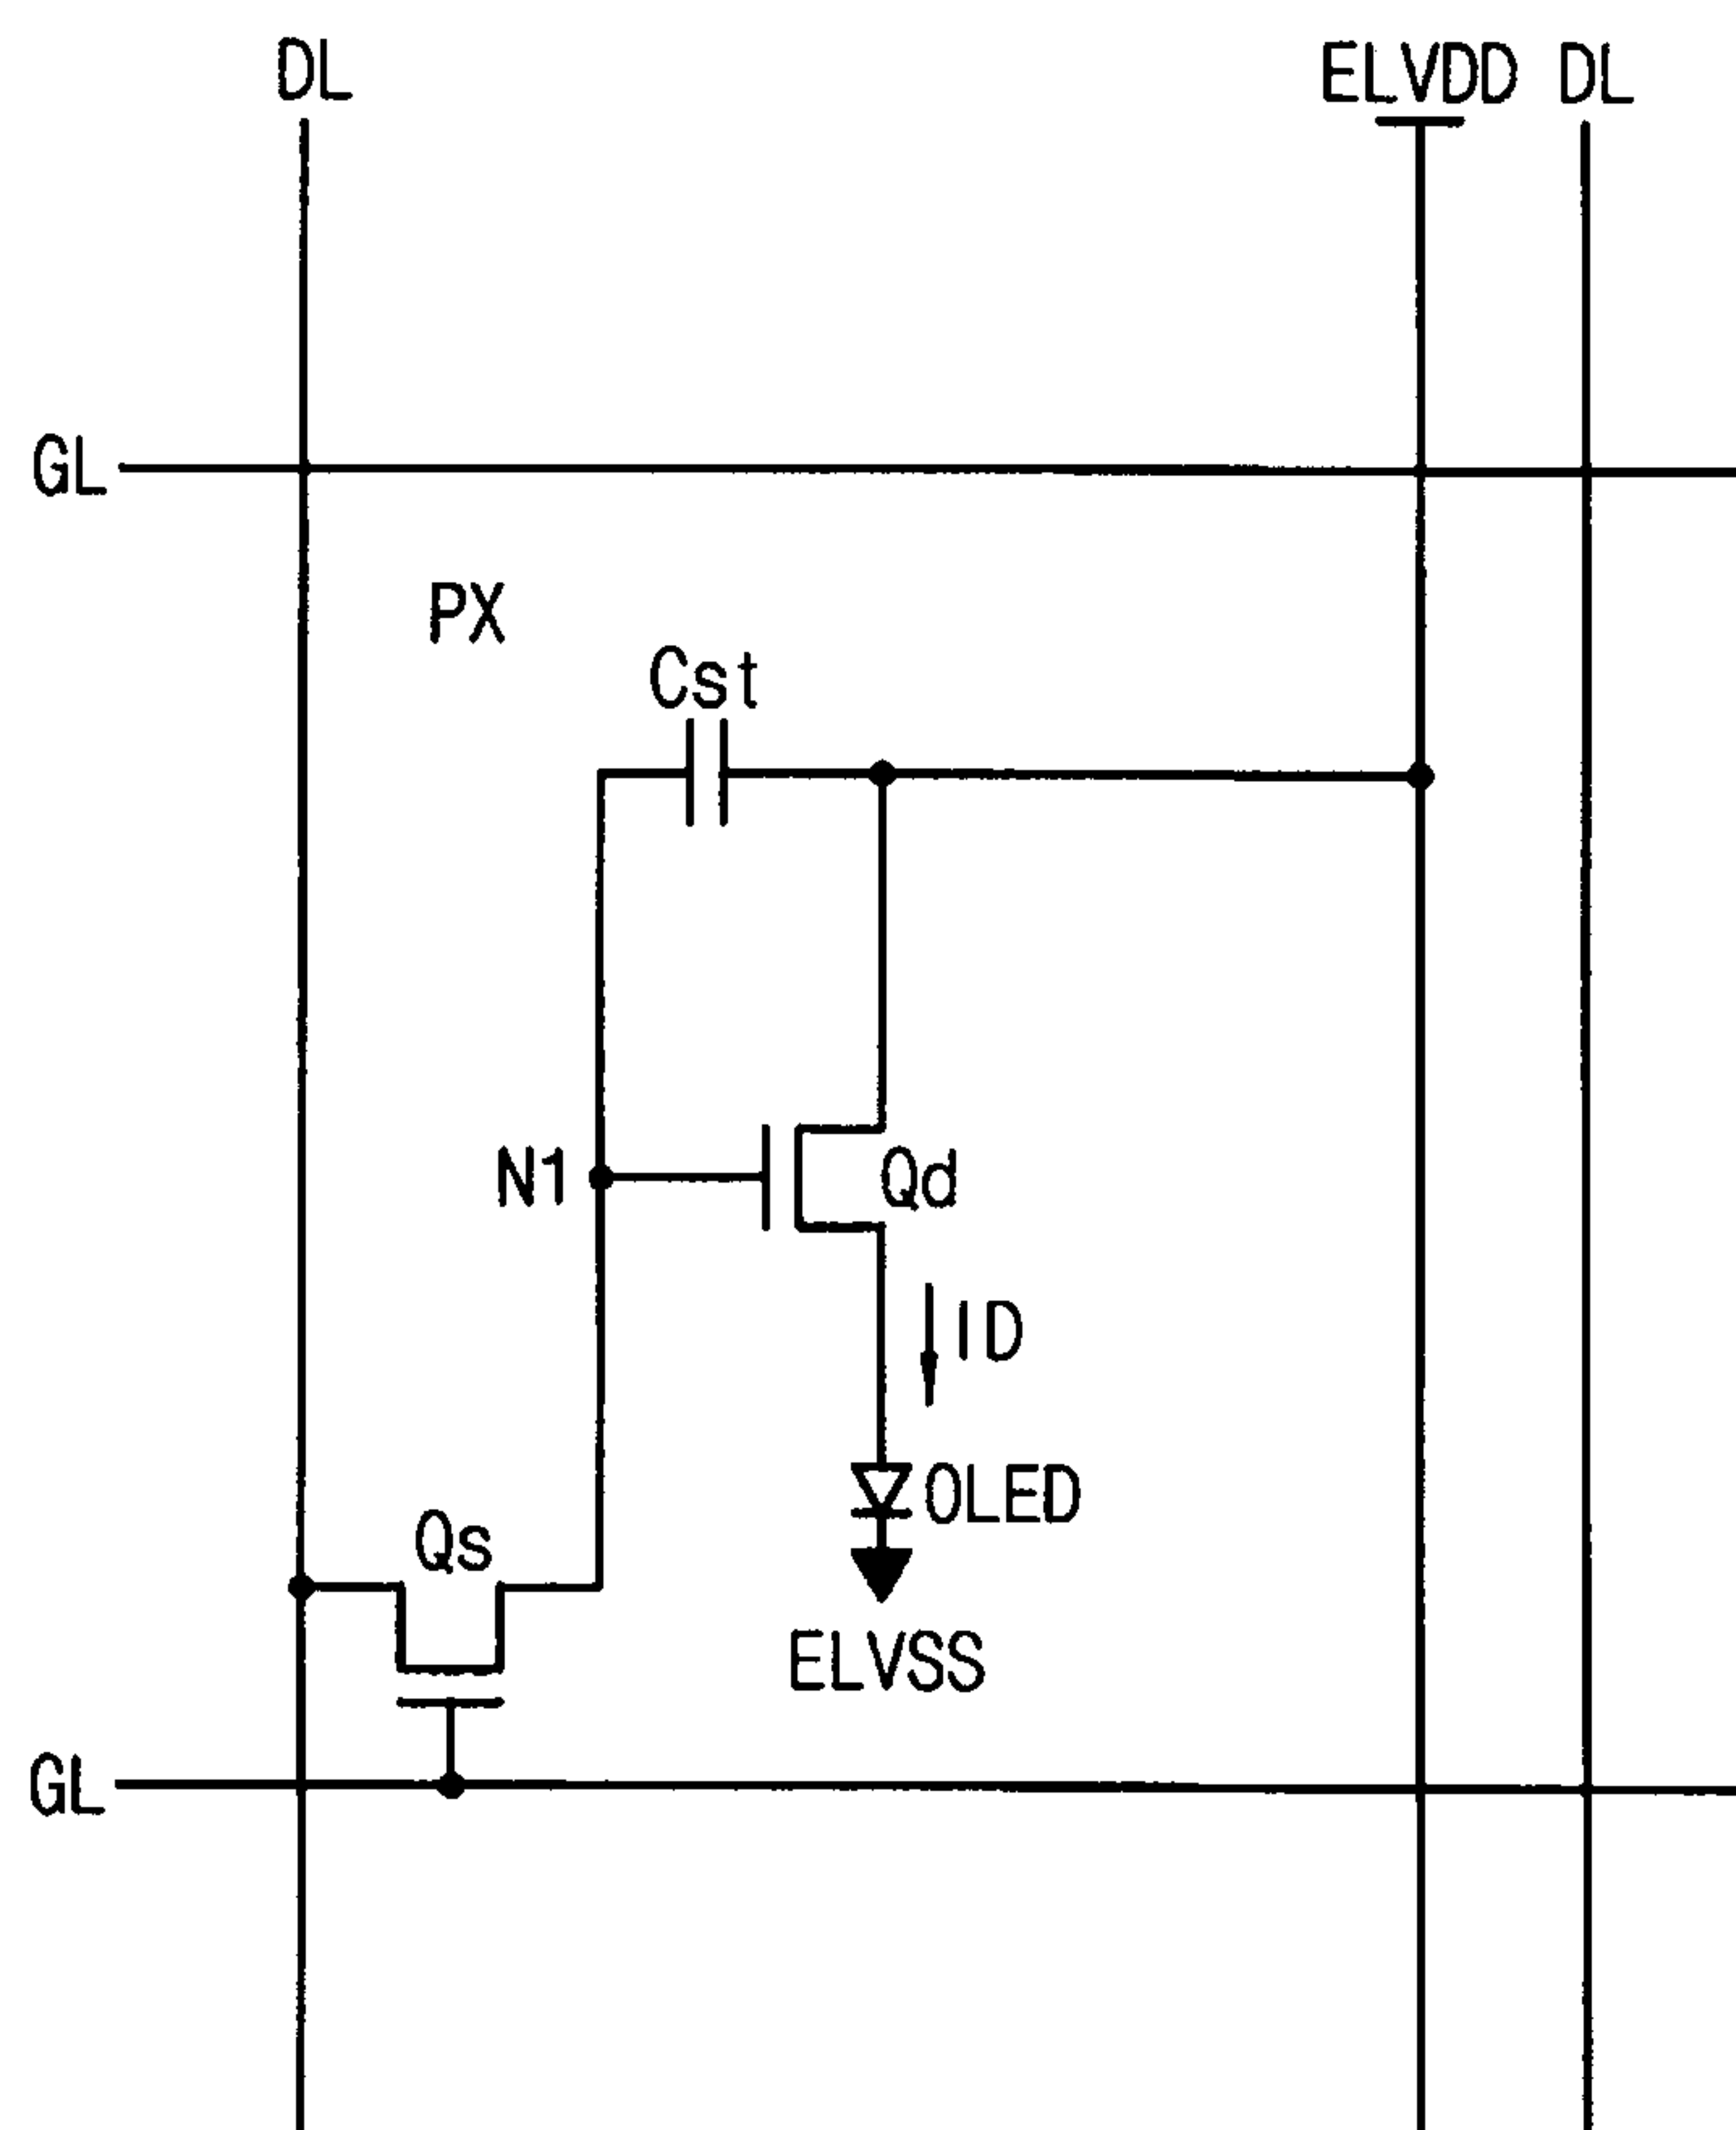 DL ELVDD DL
GL
PX
Cst
N1 Qd
ID
OLED
Qs
ELVSS
GL